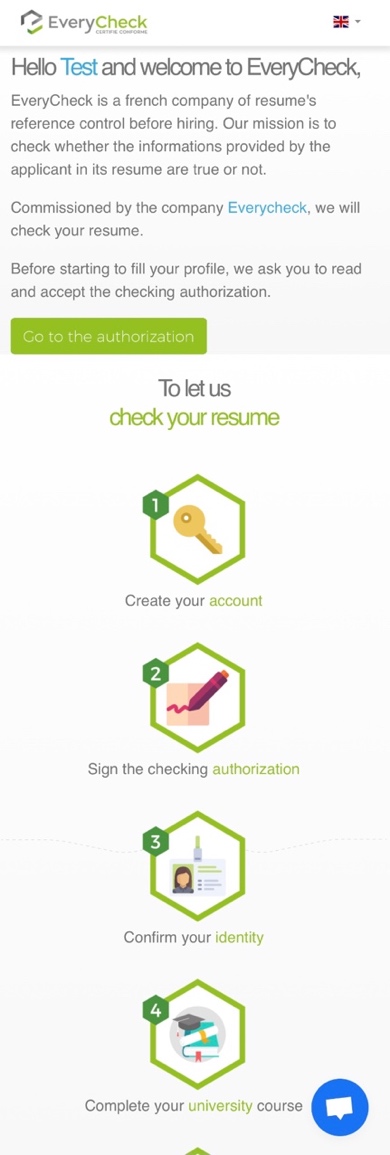 EveryCheck
CERTIFIÉ CONFORME
Hello Test and welcome to EveryCheck,
EveryCheck is a french company of resume's
reference control before hiring. Our mission is to
check whether the informations provided by the
applicant in its resume are true or not.
Commissioned by the company Everycheck, we will
check your resume.
Before starting to fill your profile, we ask you to read
and accept the checking authorization.
Go to the authorization
To let us
check your resume
1
Create your account
2
Sign the checking authorization
3
Confirm your identity
4
Complete your university course